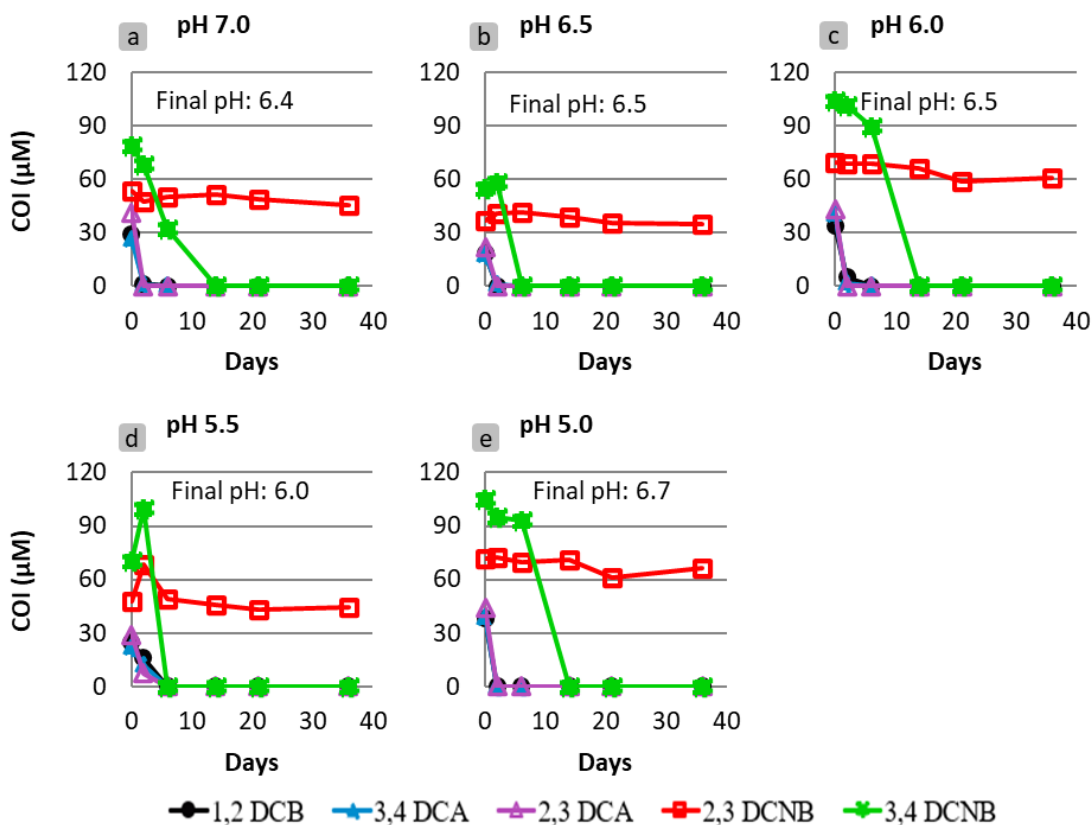 a pH 7.0
b pH 6.5
c pH 6.0
COI (µM)
120
90
60
30
0
Final pH: 6.4
0 10 20 30 40
Days
120
90
60
30
0
Final pH: 6.5
0 10 20 30 40
Days
120
90
60
30
0
Final pH: 6.5
0 10 20 30 40
Days
d pH 5.5
e pH 5.0
COI (µM)
120
90
60
30
0
Final pH: 6.0
0 10 20 30 40
Days
120
90
60
30
0
Final pH: 6.7
0 10 20 30 40
Days
1,2 DCB 3,4 DCA 2,3 DCA 2,3 DCNB 3,4 DCNB